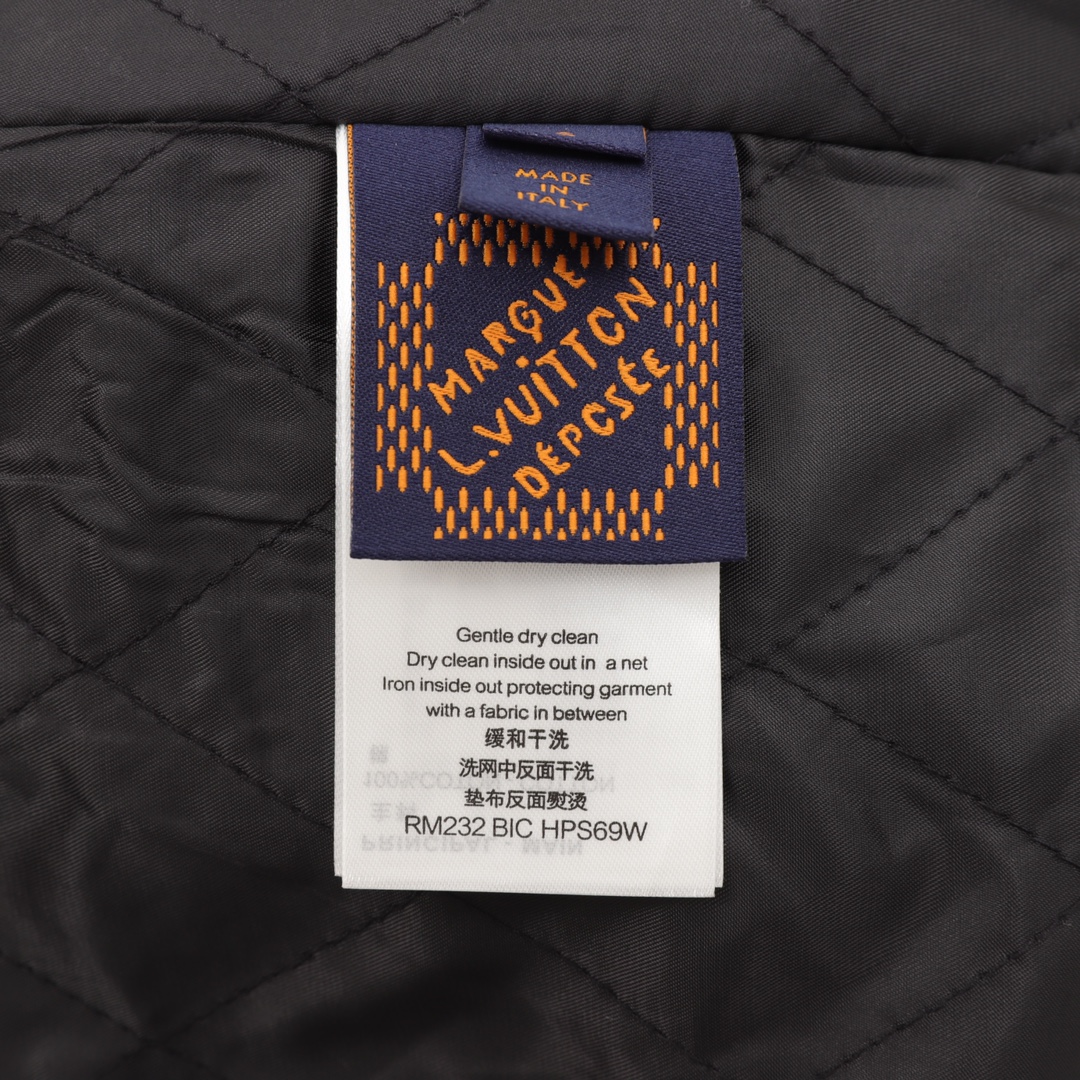 MADE
IN
ITALY
MARQUE
L.VUITTON
DÉPOSÉE
Gentle dry clean
Dry clean inside out in a net
Iron inside out protecting garment
with a fabric in between
缓和干洗
洗网中反面干洗
垫布反面熨烫
RM232 BIC HPS69W